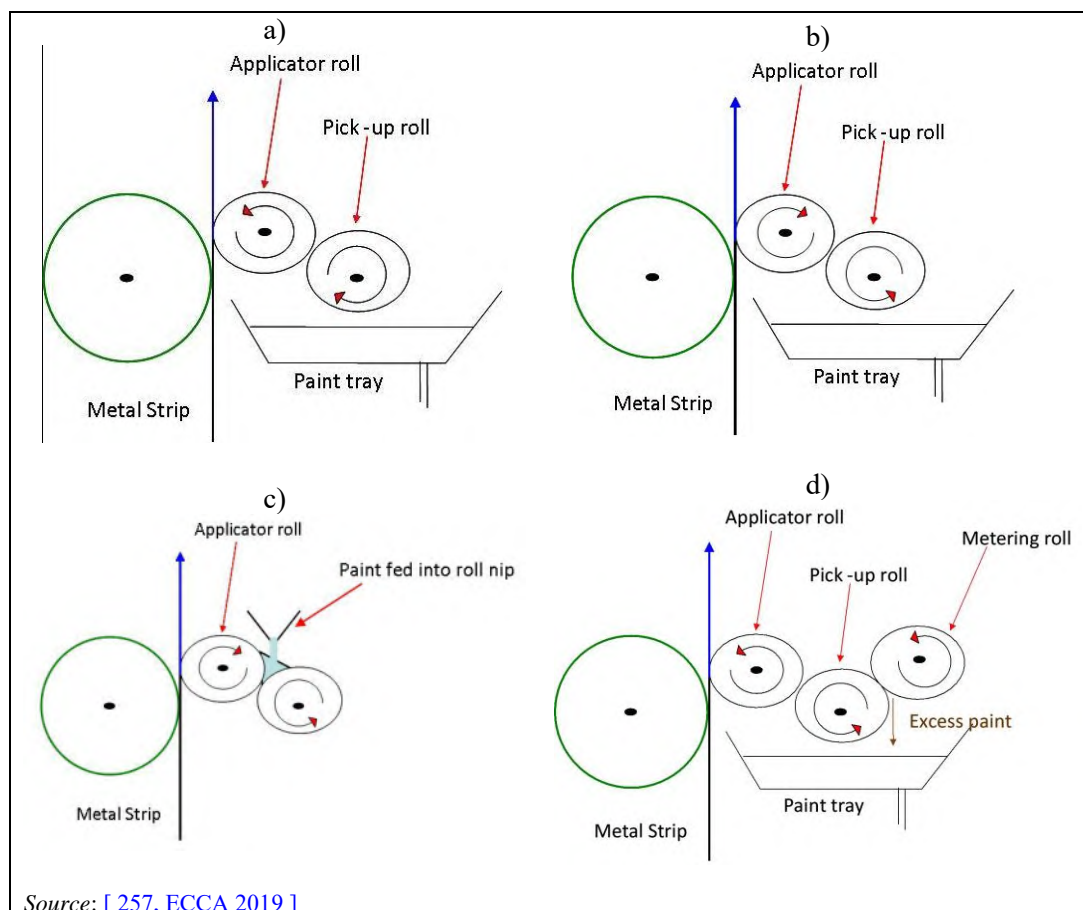 a)
Applicator roll
Pick -up roll
Paint tray
Metal Strip
b)
Applicator roll
Pick -up roll
Paint tray
Metal Strip
c)
Applicator roll
Paint fed into roll nip
Metal Strip
d)
Applicator roll
Metering roll
Pick -up roll
Excess paint
Paint tray
Metal Strip
Source: [ 257, ECCA 2019 ]